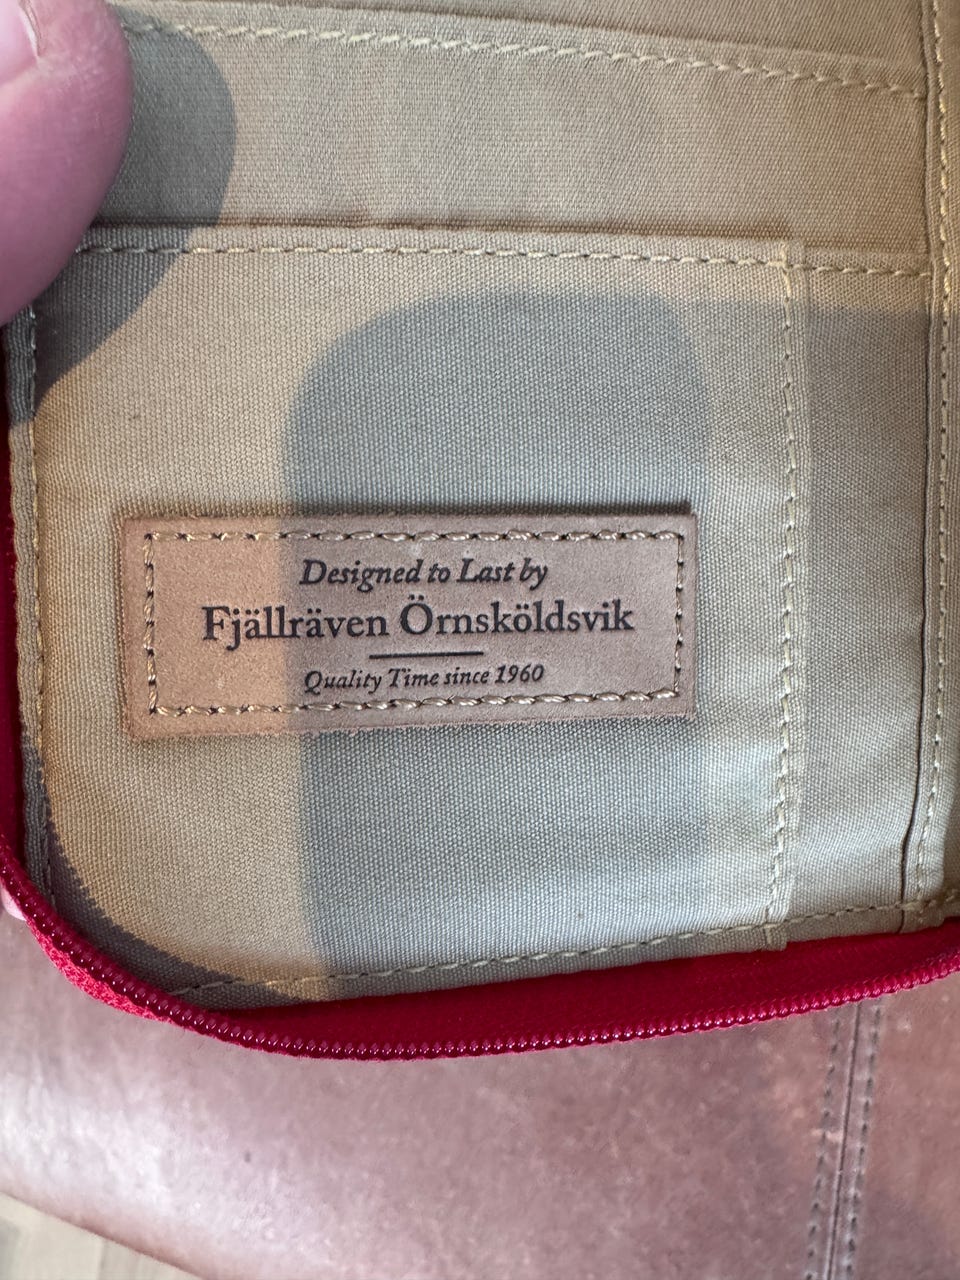 Designed to Last by
Fjällräven Örnsköldsvik
Quality Time since 1960